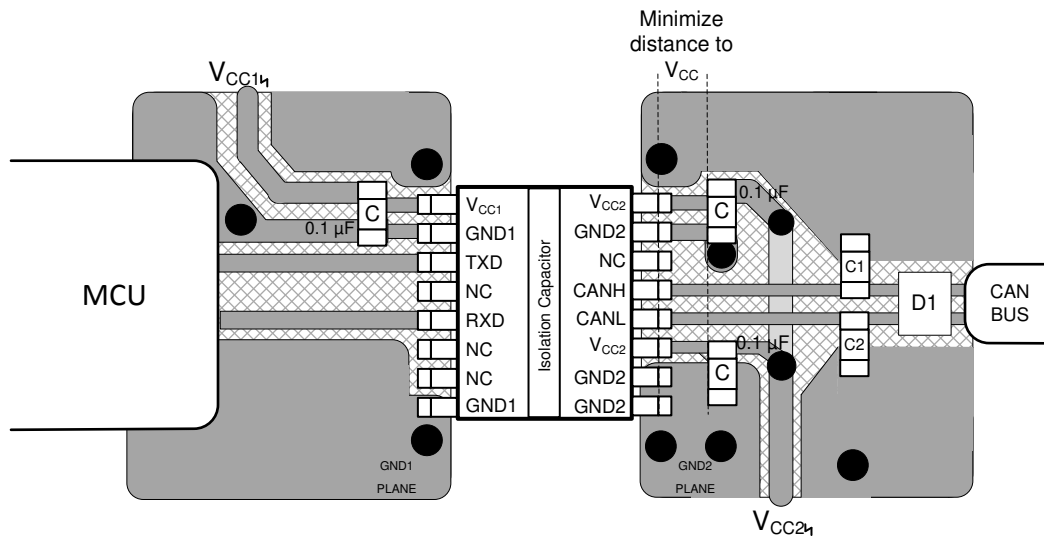 Minimize
distance to
VCC
VCC1
0.1 µF
C
MCU
VCC1
GND1
TXD
NC
RXD
NC
NC
GND1
Isolation Capacitor
VCC2
GND2
NC
CANH
CANL
VCC2
GND2
GND2
0.1 µF
C
0.1 µF
C
C1
C2
D1
CAN
BUS
GND1
PLANE
GND2
PLANE
VCC2